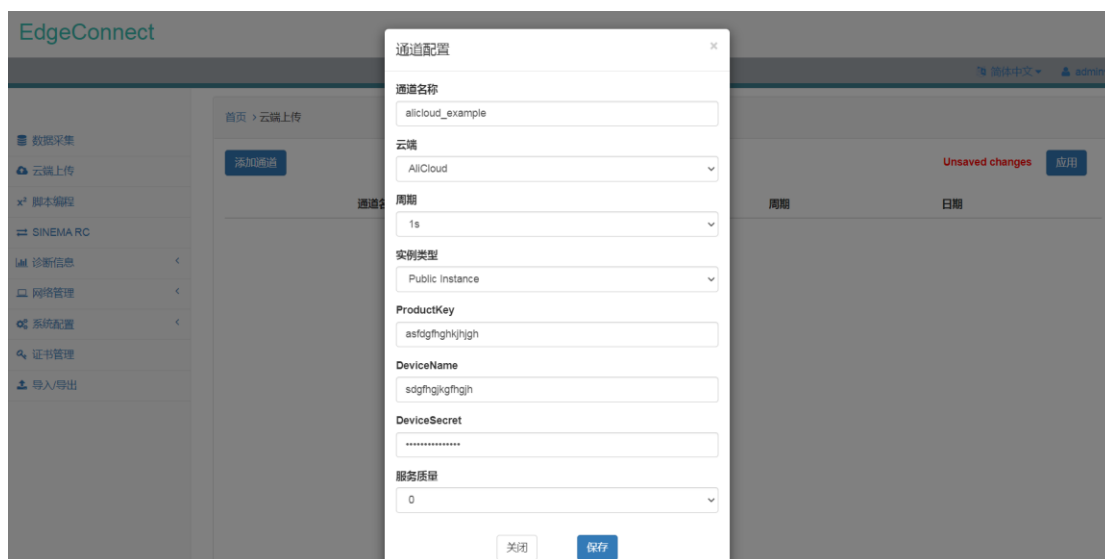 EdgeConnect
简体中文
admin
数据采集
云端上传
脚本编程
SINEMA RC
诊断信息
网络管理
系统配置
证书管理
导入/导出
首页 > 云端上传
添加通道
Unsaved changes
应用
通道名
周期
日期
通道配置
×
通道名称
alicloud_example
云端
AliCloud
周期
1s
实例类型
Public Instance
ProductKey
asfdgfhghkjhjgh
DeviceName
sdgfhgjkgfhgjh
DeviceSecret
•••••••••••••••
服务质量
0
关闭
保存